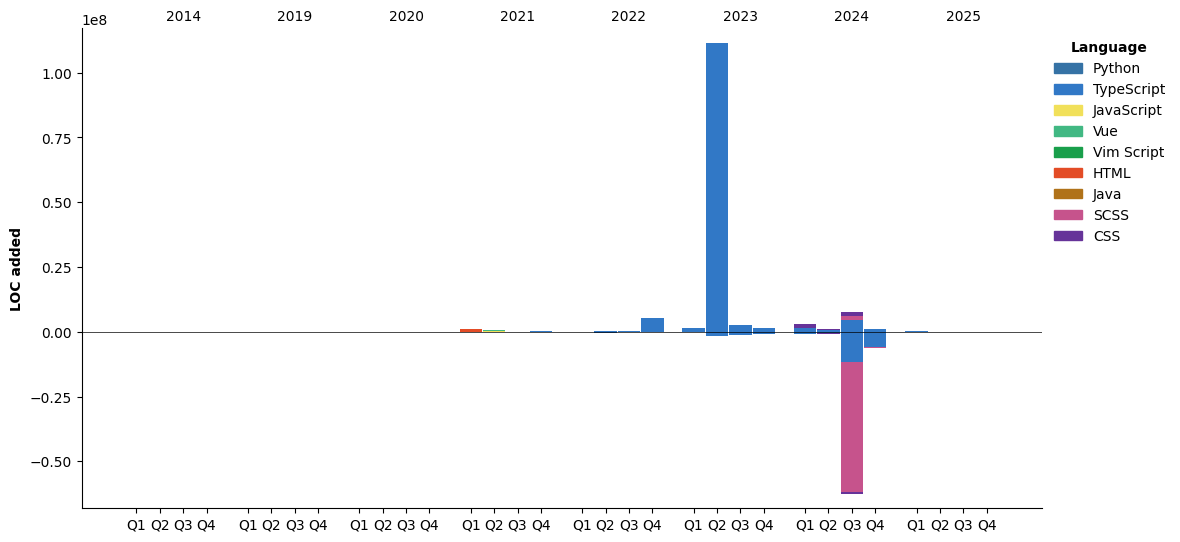 1e8
2014 2019 2020 2021 2022 2023 2024 2025
Language
Python
TypeScript
JavaScript
Vue
Vim Script
HTML
Java
SCSS
CSS
LOC added
1.00
0.75
0.50
0.25
0.00
−0.25
−0.50
Q1 Q2 Q3 Q4 Q1 Q2 Q3 Q4 Q1 Q2 Q3 Q4 Q1 Q2 Q3 Q4 Q1 Q2 Q3 Q4 Q1 Q2 Q3 Q4 Q1 Q2 Q3 Q4 Q1 Q2 Q3 Q4